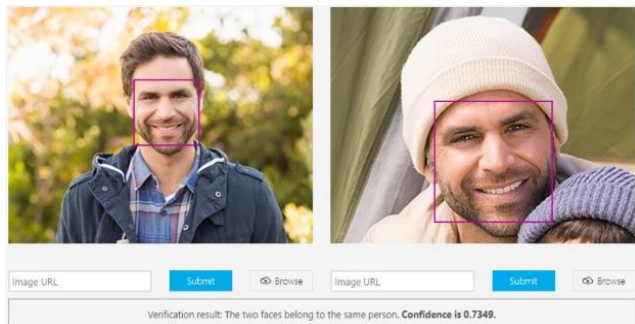 Image URL Submit Browse Image URL Submit Browse
Verification result: The two faces belong to the same person. Confidence is 0.7349.